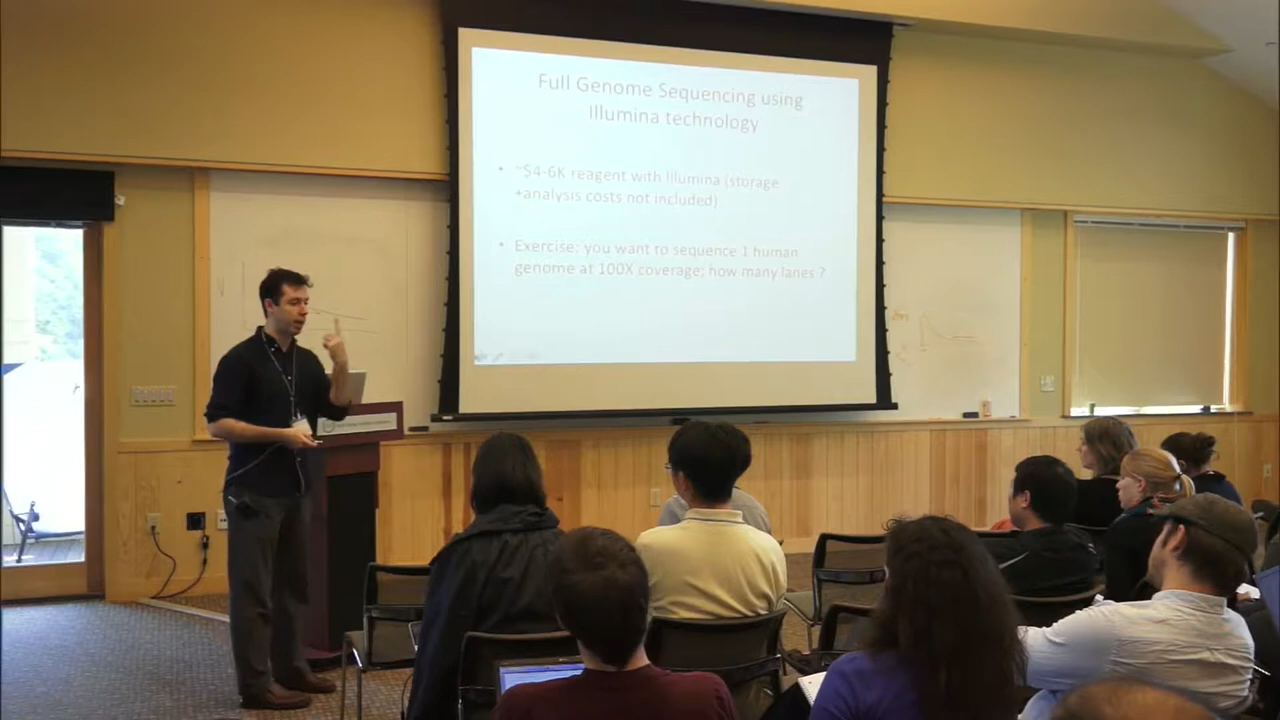 Full Genome Sequencing using
Illumina technology
• ~$4-6K reagent with Illumina (storage
+analysis costs not included)
• Exercise: you want to sequence 1 human
genome at 100X coverage; how many lanes ?